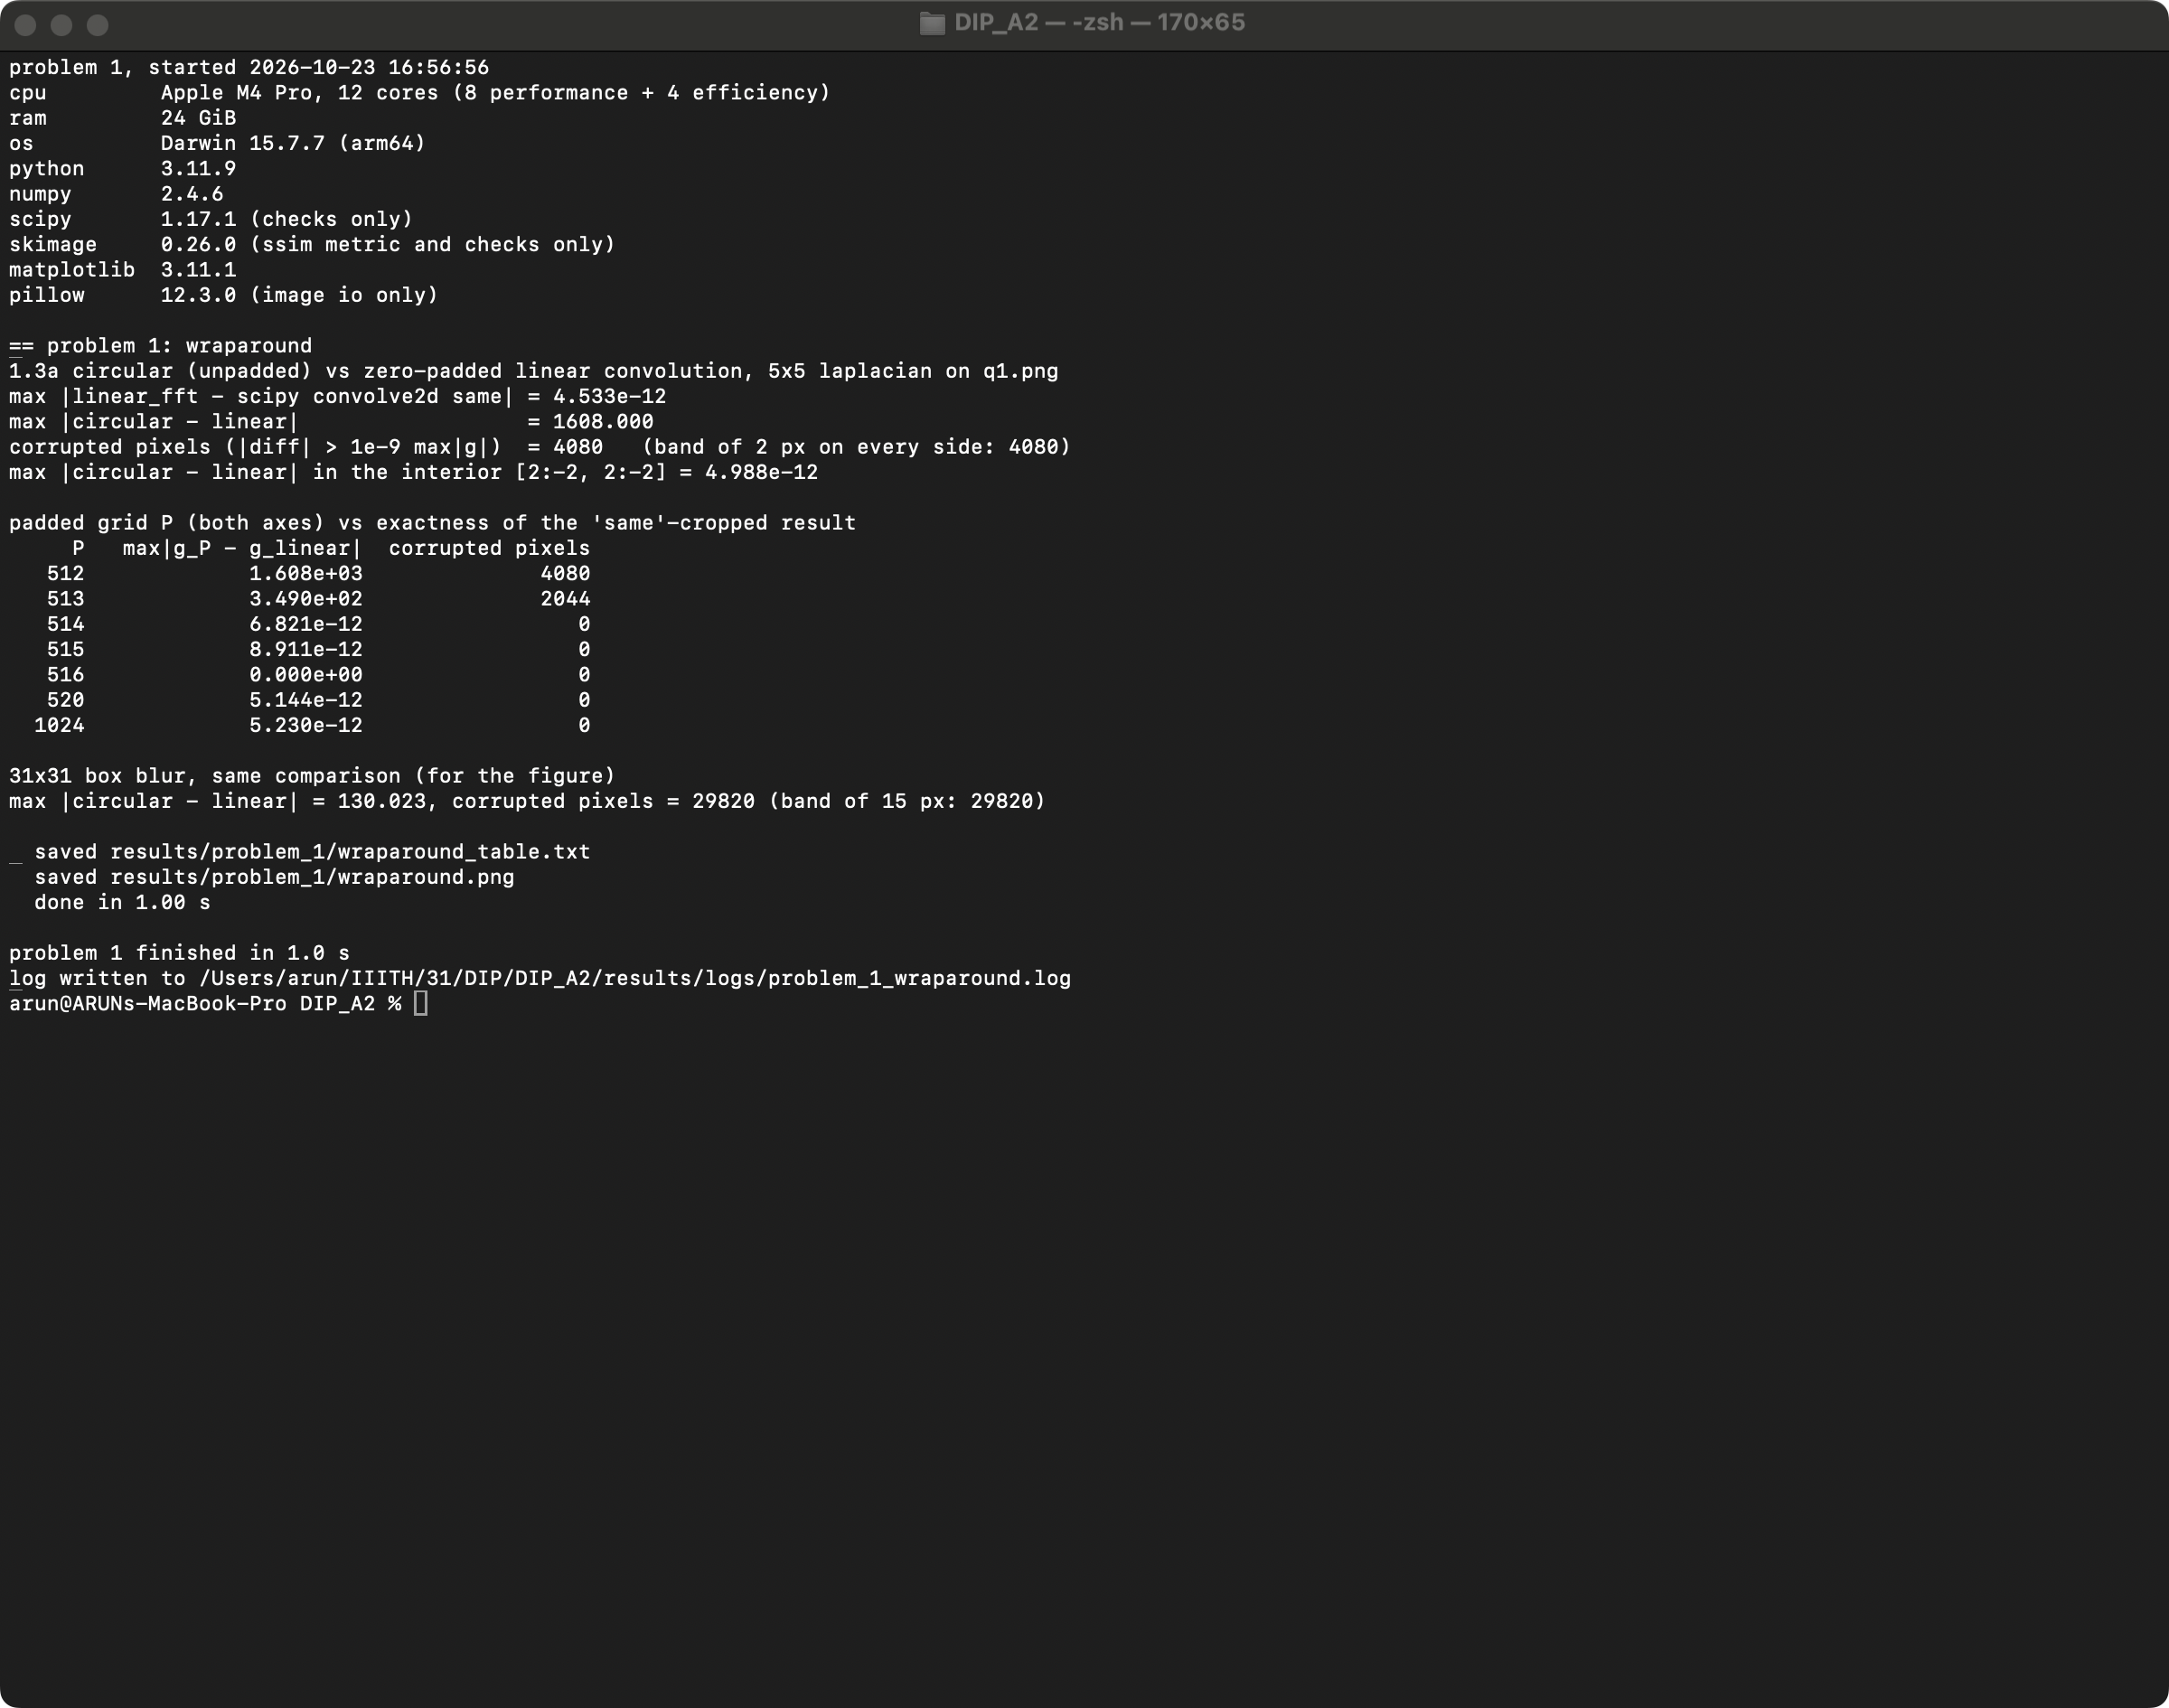 DIP_A2 — -zsh — 170×65
problem 1, started 2026-10-23 16:56:56
cpu         Apple M4 Pro, 12 cores (8 performance + 4 efficiency)
ram         24 GiB
os          Darwin 15.7.7 (arm64)
python      3.11.9
numpy       2.4.6
scipy       1.17.1 (checks only)
skimage     0.26.0 (ssim metric and checks only)
matplotlib  3.11.1
pillow      12.3.0 (image io only)

== problem 1: wraparound
1.3a circular (unpadded) vs zero-padded linear convolution, 5x5 laplacian on q1.png
max |linear_fft - scipy convolve2d same| = 4.533e-12
max |circular - linear|                  = 1608.000
corrupted pixels (|diff| > 1e-9 max|g|)  = 4080   (band of 2 px on every side: 4080)
max |circular - linear| in the interior [2:-2, 2:-2] = 4.988e-12

padded grid P (both axes) vs exactness of the 'same'-cropped result
     P   max|g_P - g_linear|  corrupted pixels
   512             1.608e+03              4080
   513             3.490e+02              2044
   514             6.821e-12                 0
   515             8.911e-12                 0
   516             0.000e+00                 0
   520             5.144e-12                 0
  1024             5.230e-12                 0

31x31 box blur, same comparison (for the figure)
max |circular - linear| = 130.023, corrupted pixels = 29820 (band of 15 px: 29820)

_ saved results/problem_1/wraparound_table.txt
  saved results/problem_1/wraparound.png
  done in 1.00 s

problem 1 finished in 1.0 s
log written to /Users/arun/IIITH/31/DIP/DIP_A2/results/logs/problem_1_wraparound.log
arun@ARUNs-MacBook-Pro DIP_A2 %